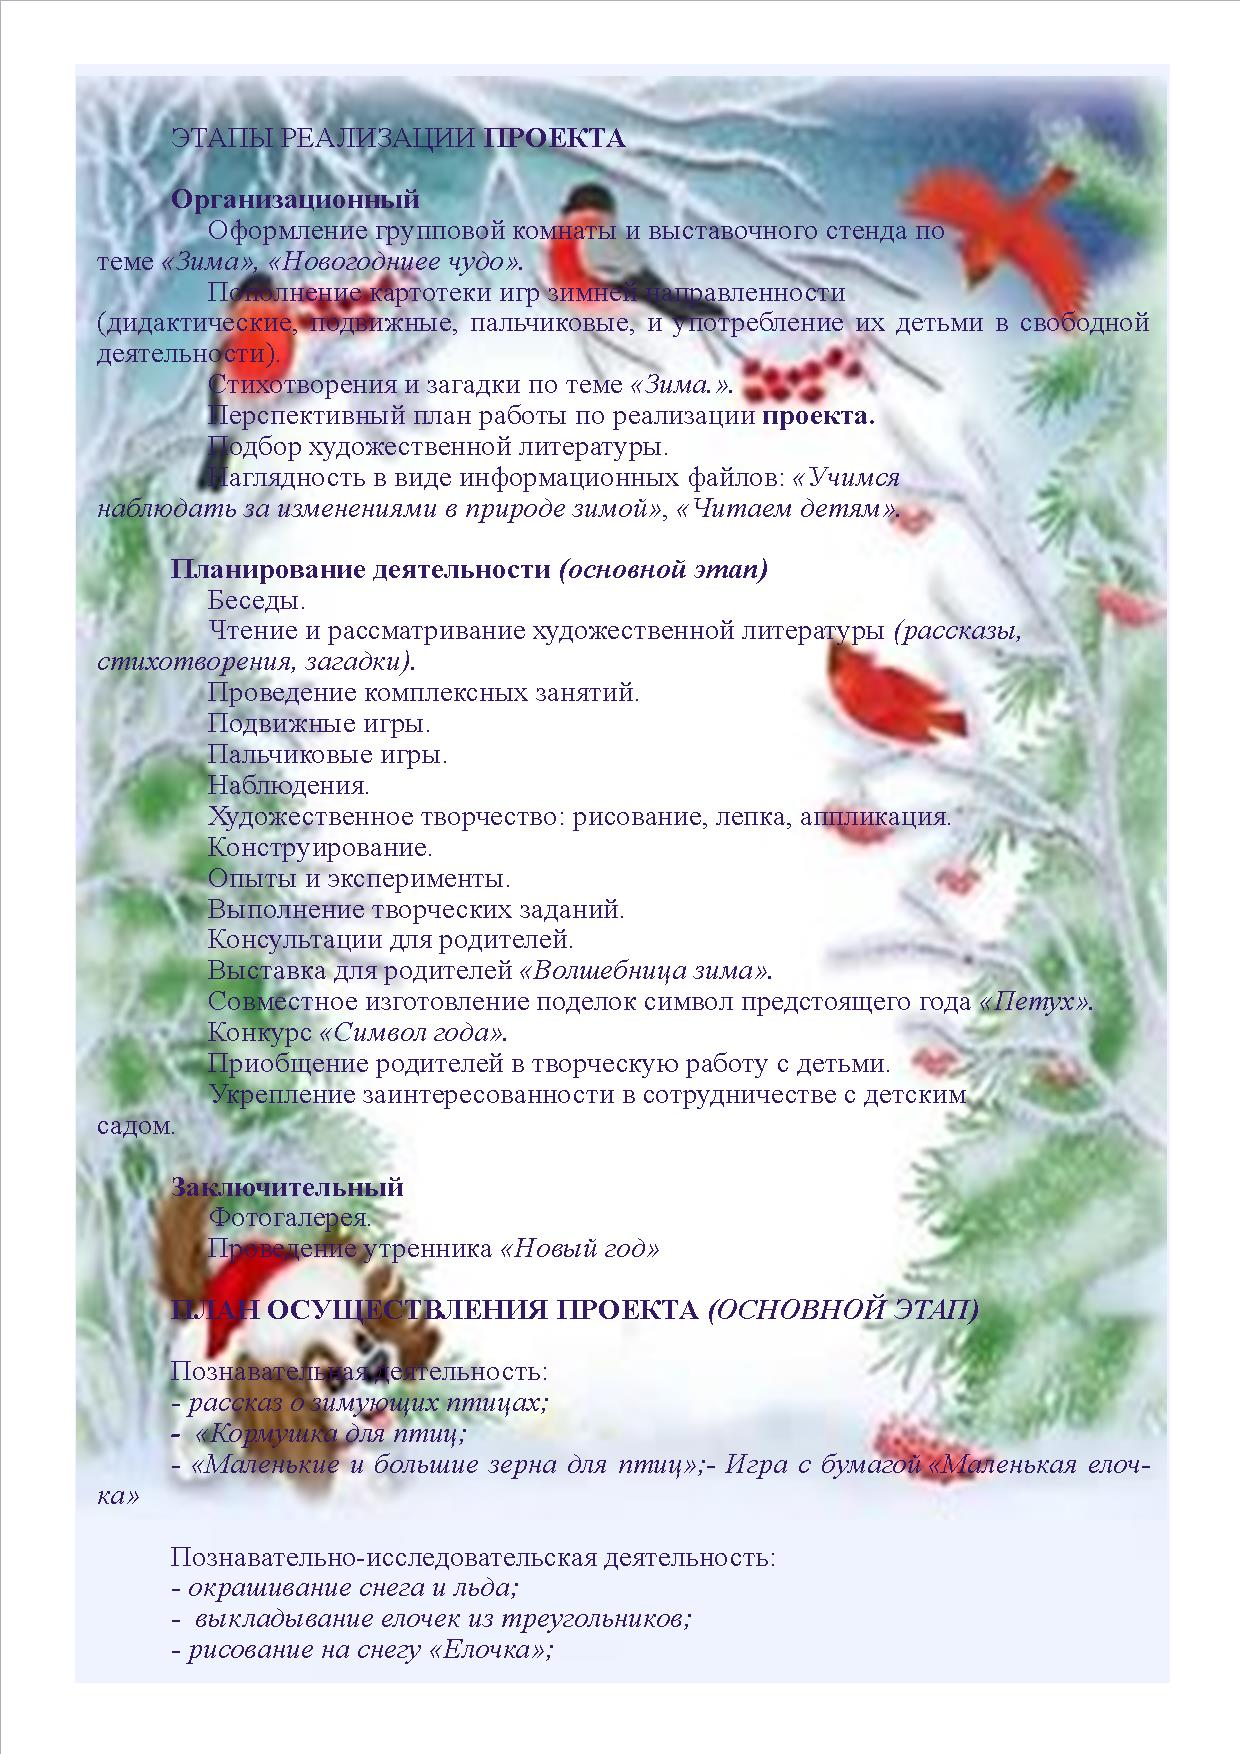 ЭТАПЫ РЕАЛИЗАЦИИ ПРОЕКТА
Организационный
Оформление групповой комнаты и выставочного стенда по
теме «Зима», «Новогодниее чудо».
Пополнение картотеки игр зимней направленности
(дидактические, подвижные, пальчиковые, и употребление их детьми в свободной
деятельности).
Стихотворения и загадки по теме «Зима.».
Перспективный план работы по реализации проекта.
Подбор художественной литературы.
Наглядность в виде информационных файлов: «Учимся
наблюдать за изменениями в природе зимой», «Читаем детям».
Планирование деятельности (основной этап)
Беседы.
Чтение и рассматривание художественной литературы (рассказы,
стихотворения, загадки).
Проведение комплексных занятий.
Подвижные игры.
Пальчиковые игры.
Наблюдения.
Художественное творчество: рисование, лепка, аппликация.
Конструирование.
Опыты и эксперименты.
Выполнение творческих заданий.
Консультации для родителей.
Выставка для родителей «Волшебница зима».
Совместное изготовление поделок символ предстоящего года «Петух».
Конкурс «Символ года».
Приобщение родителей в творческую работу с детьми.
Укрепление заинтересованности в сотрудничестве с детским
садом.
Заключительный
Фотогалерея.
Проведение утренника «Новый год»
ПЛАН ОСУЩЕСТВЛЕНИЯ ПРОЕКТА (ОСНОВНОЙ ЭТАП)
Познавательная деятельность:
- рассказ о зимующих птицах;
- «Кормушка для птиц;
- «Маленькие и большие зерна для птиц»;- Игра с бумагой «Маленькая елоч-
ка»
Познавательно-исследовательская деятельность:
- окрашивание снега и льда;
- выкладывание елочек из треугольников;
- рисование на снегу «Елочка»;